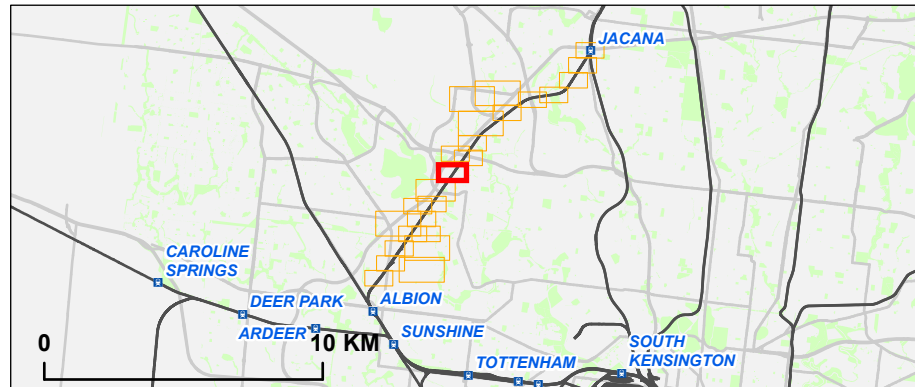 JACANA
CAROLINE
SPRINGS
DEER PARK
ALBION
ARDEER
SUNSHINE
0
10 KM
TOTTENHAM
SOUTH
KENSINGTON